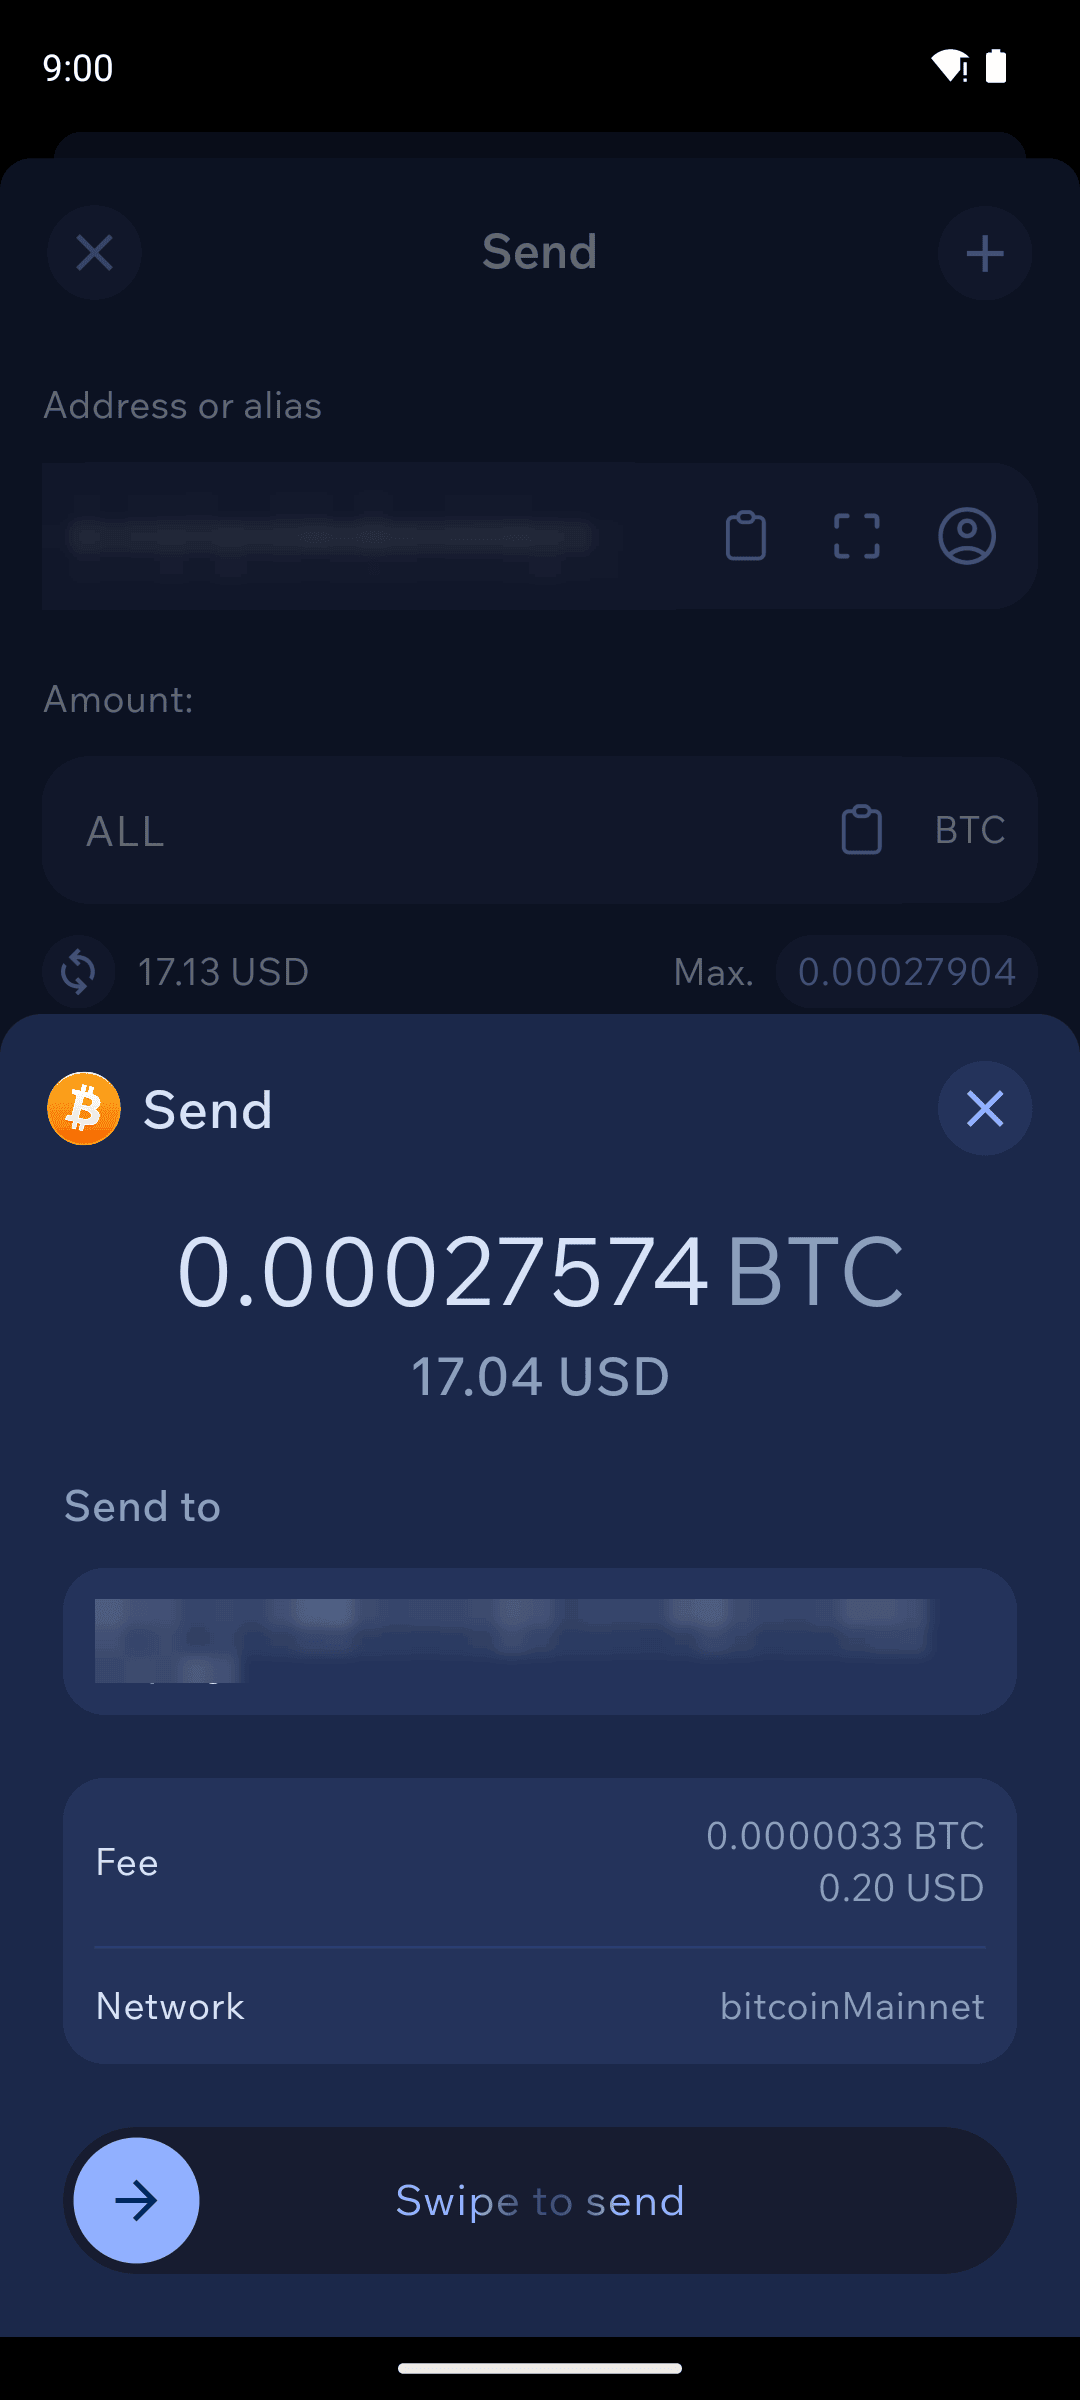 9:00
Send
Address or alias
Amount:
ALL
BTC
17.13 USD
Max.
0.00027904
Send
0.00027574 BTC
17.04 USD
Send to
Fee
0.0000033 BTC
0.20 USD
Network
bitcoinMainnet
Swipe to send